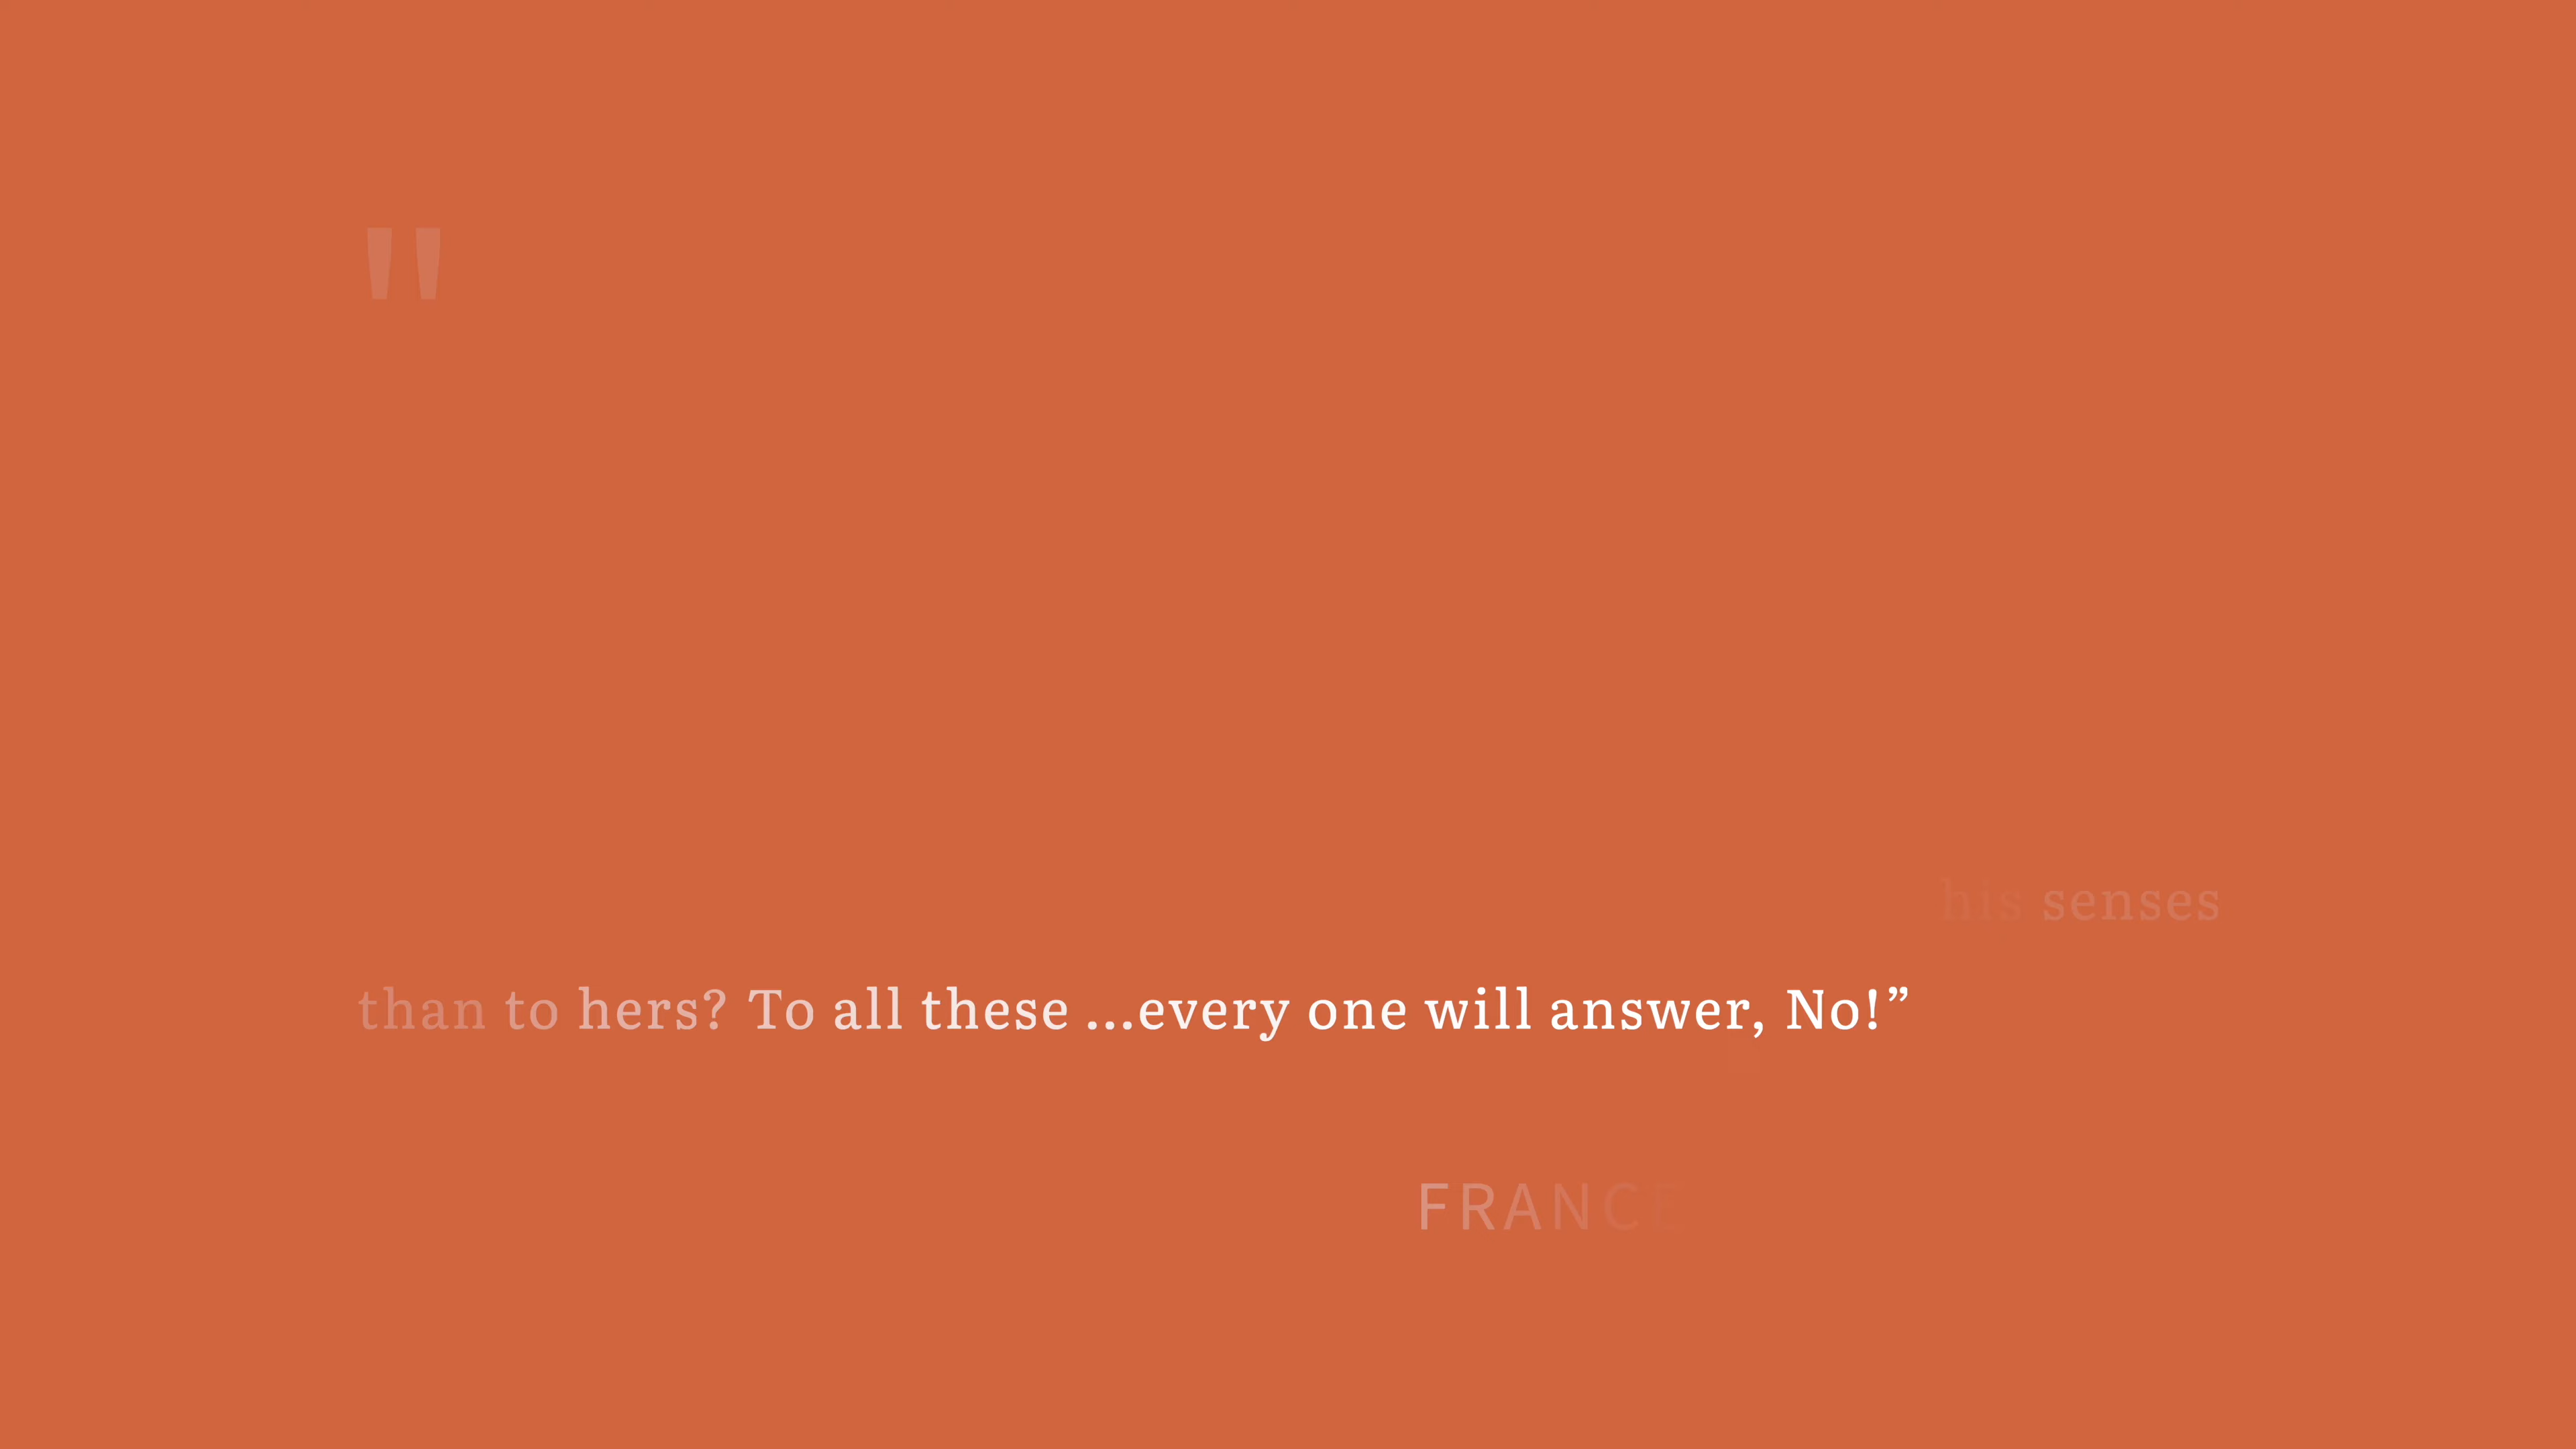 "
his senses
than to hers? To all these ...every one will answer, No!”
FRANCE